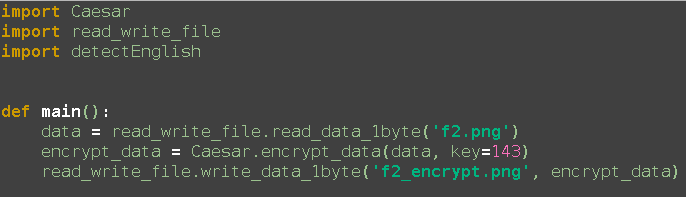 import Caesar
import read_write_file
import detectEnglish
def main():
    data = read_write_file.read_data_1byte('f2.png')
    encrypt_data = Caesar.encrypt_data(data, key=143)
    read_write_file.write_data_1byte('f2_encrypt.png', encrypt_data)